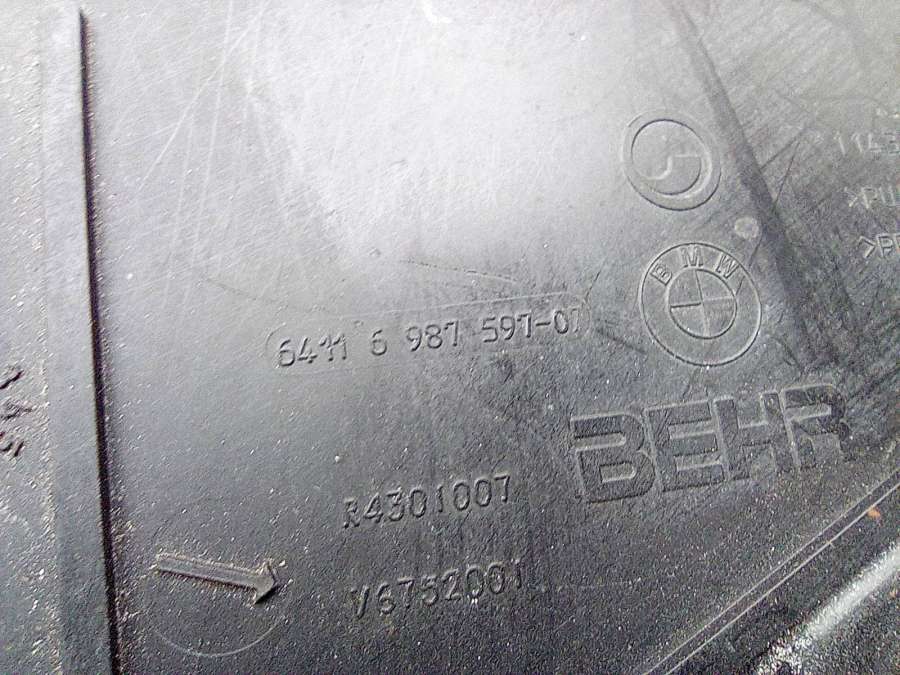 BMW
6411 6 987 597-07
BEHR
R4301007
V6752001